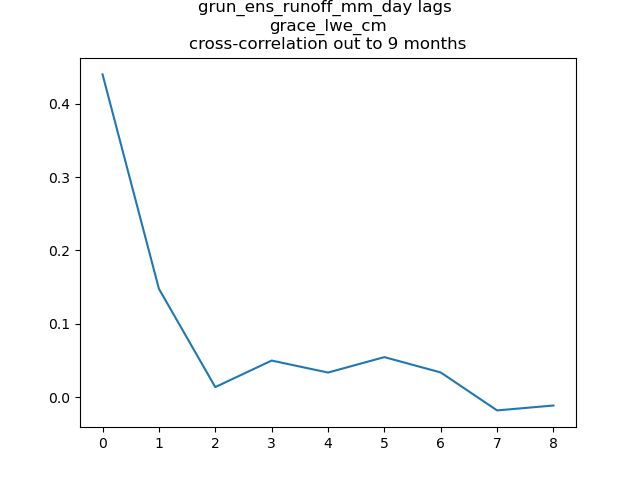 grun_ens_runoff_mm_day lags
grace_lwe_cm
cross-correlation out to 9 months
0.4
0.3
0.2
0.1
0.0
0 1 2 3 4 5 6 7 8